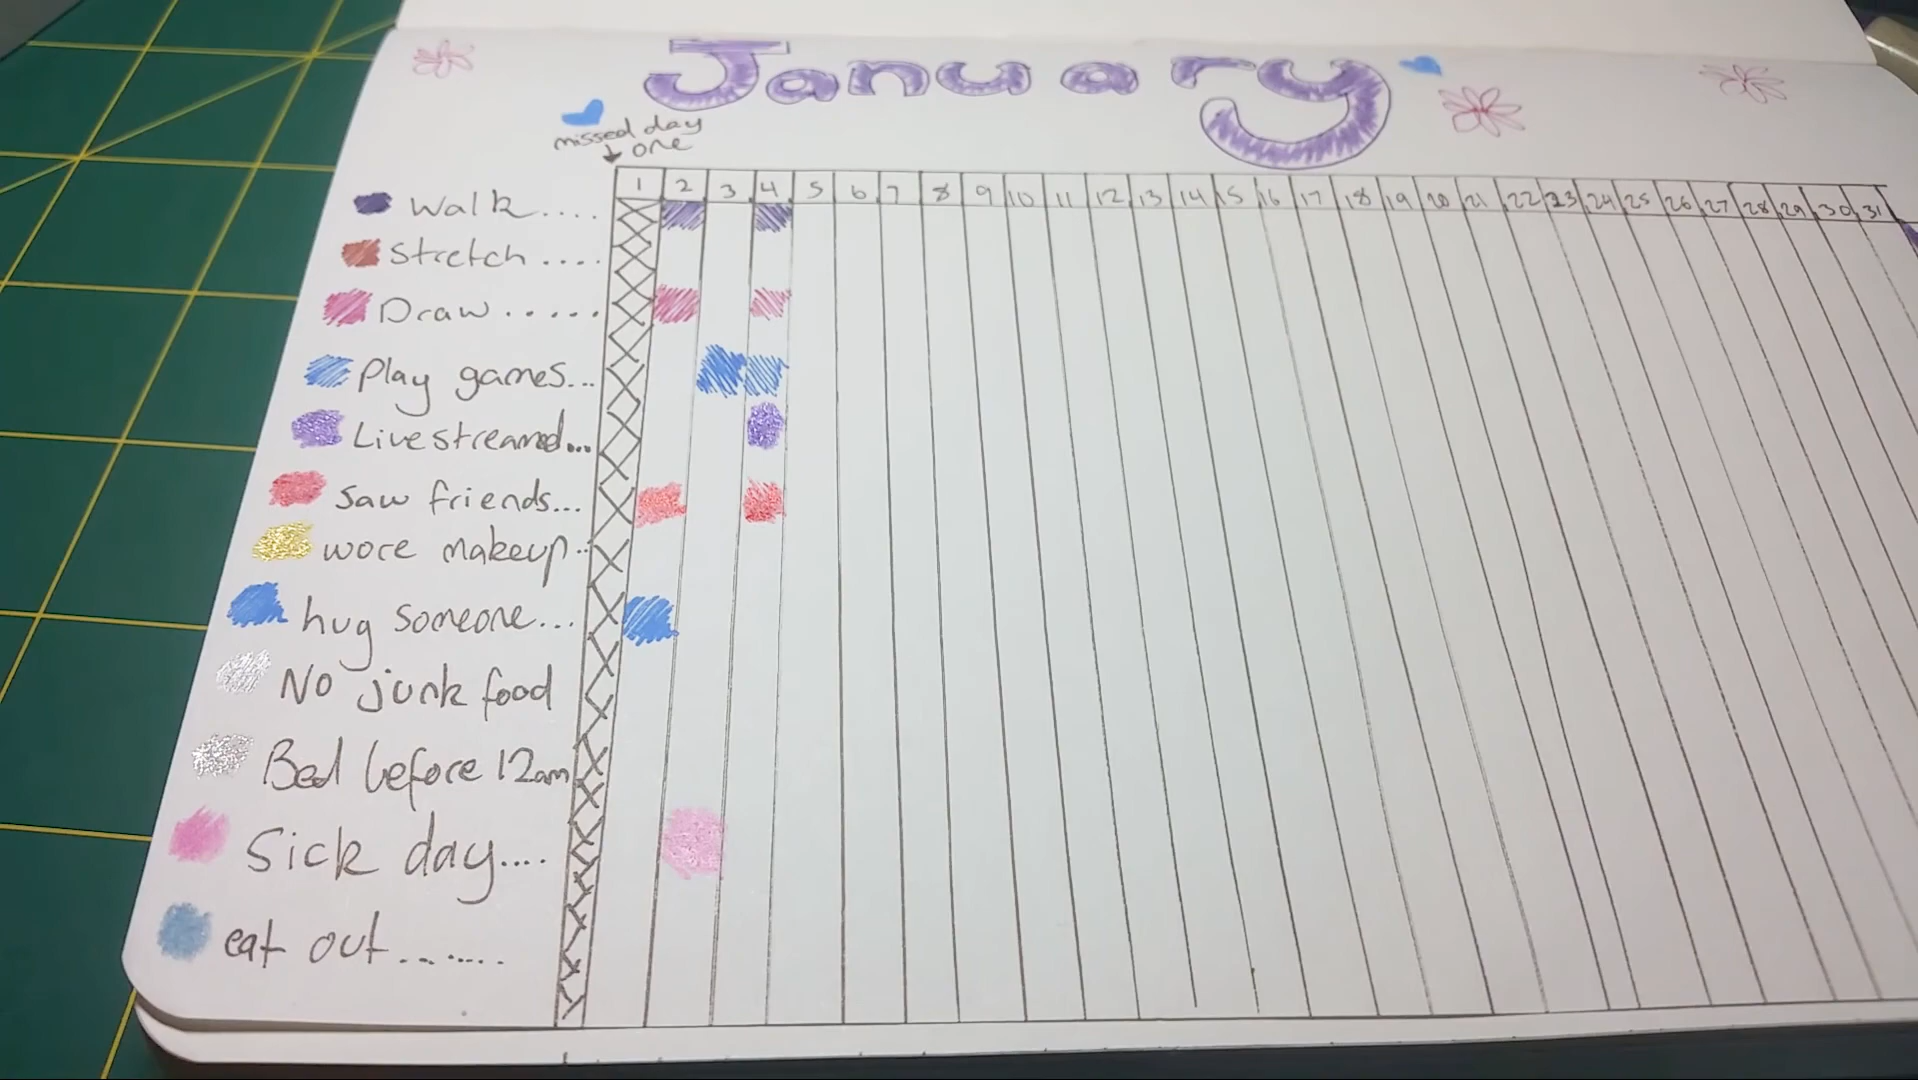 January
missed day
one
1 2 3 4 5 6 7 8 9 10 11 12 13 14 15 16 17 18 19 20 21 22 23 24 25 26 27 28 29 30 31
Walk....
Stretch....
Draw.....
Play games...
Livestreamed...
Saw friends...
wore makeup..
hug someone...
No junk food
Bed before 12am
Sick day....
eat out........